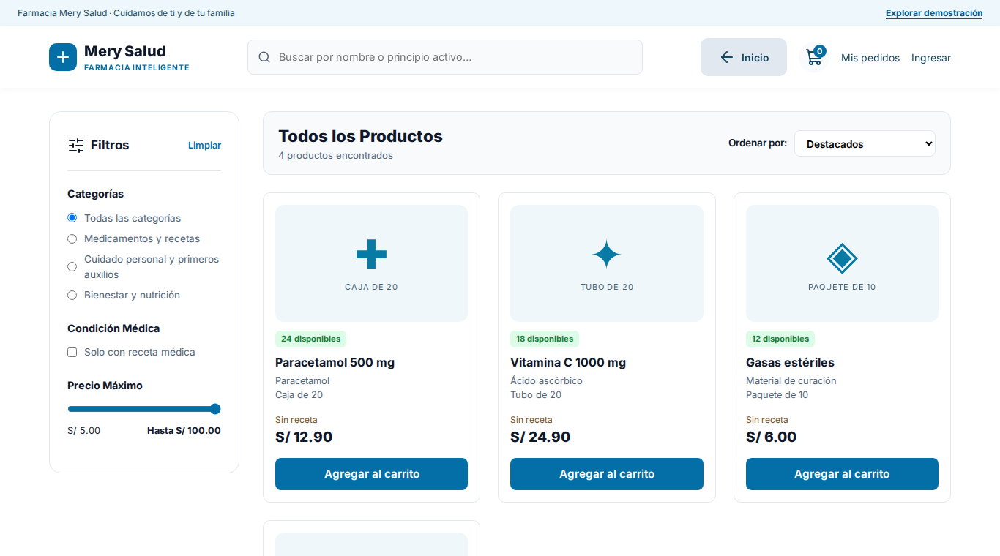 Farmacia Mery Salud · Cuidamos de ti y de tu familia
Explorar demostración
Mery Salud
FARMACIA INTELIGENTE
Buscar por nombre o principio activo...
Inicio
0
Mis pedidos
Ingresar
Filtros
Limpiar
Categorías
Todas las categorías
Medicamentos y recetas
Cuidado personal y primeros
auxilios
Bienestar y nutrición
Condición Médica
Solo con receta médica
Precio Máximo
S/ 5.00
Hasta S/ 100.00
Todos los Productos
4 productos encontrados
Ordenar por:
Destacados
CAJA DE 20
24 disponibles
Paracetamol 500 mg
Paracetamol
Caja de 20
Sin receta
S/ 12.90
Agregar al carrito
TUBO DE 20
18 disponibles
Vitamina C 1000 mg
Ácido ascórbico
Tubo de 20
Sin receta
S/ 24.90
Agregar al carrito
PAQUETE DE 10
12 disponibles
Gasas estériles
Material de curación
Paquete de 10
Sin receta
S/ 6.00
Agregar al carrito